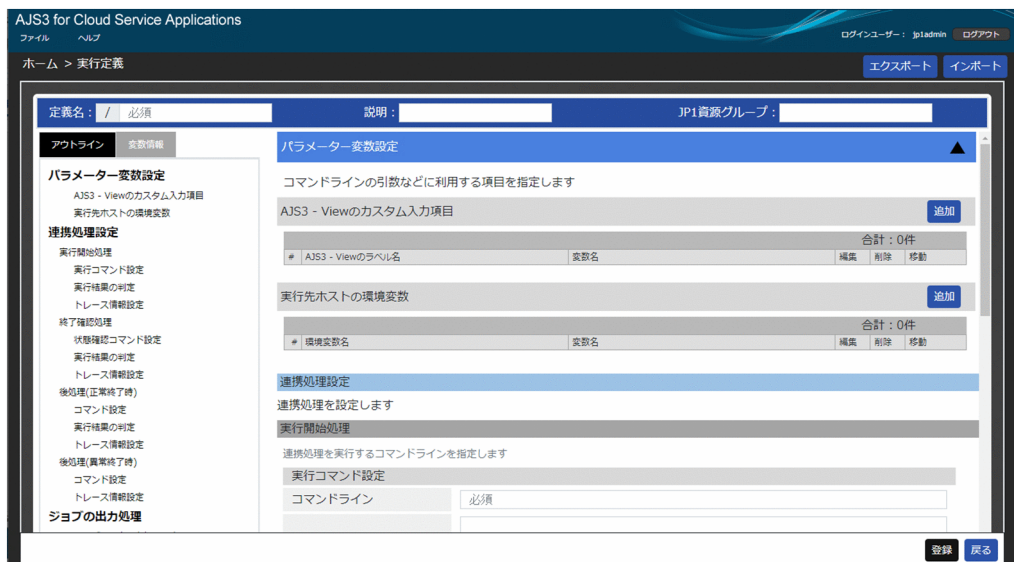 AJS3 for Cloud Service Applications
ファイル ヘルプ
ログインユーザー： jp1admin ログアウト
ホーム > 実行定義
エクスポート インポート
定義名： / 必須 説明： JP1資源グループ：
アウトライン 変数情報
パラメーター変数設定
AJS3 - Viewのカスタム入力項目
実行先ホストの環境変数
連携処理設定
実行開始処理
実行コマンド設定
実行結果の判定
トレース情報設定
終了確認処理
状態確認コマンド設定
実行結果の判定
トレース情報設定
後処理(正常終了時)
コマンド設定
実行結果の判定
トレース情報設定
後処理(異常終了時)
コマンド設定
トレース情報設定
ジョブの出力処理
パラメーター変数設定 ▲
コマンドラインの引数などに利用する項目を指定します
AJS3 - Viewのカスタム入力項目 追加
合計：0件
# AJS3 - Viewのラベル名 変数名 編集 削除 移動
実行先ホストの環境変数 追加
合計：0件
# 環境変数名 変数名 編集 削除 移動
連携処理設定
連携処理を設定します
実行開始処理
連携処理を実行するコマンドラインを指定します
実行コマンド設定
コマンドライン 必須
登録 戻る